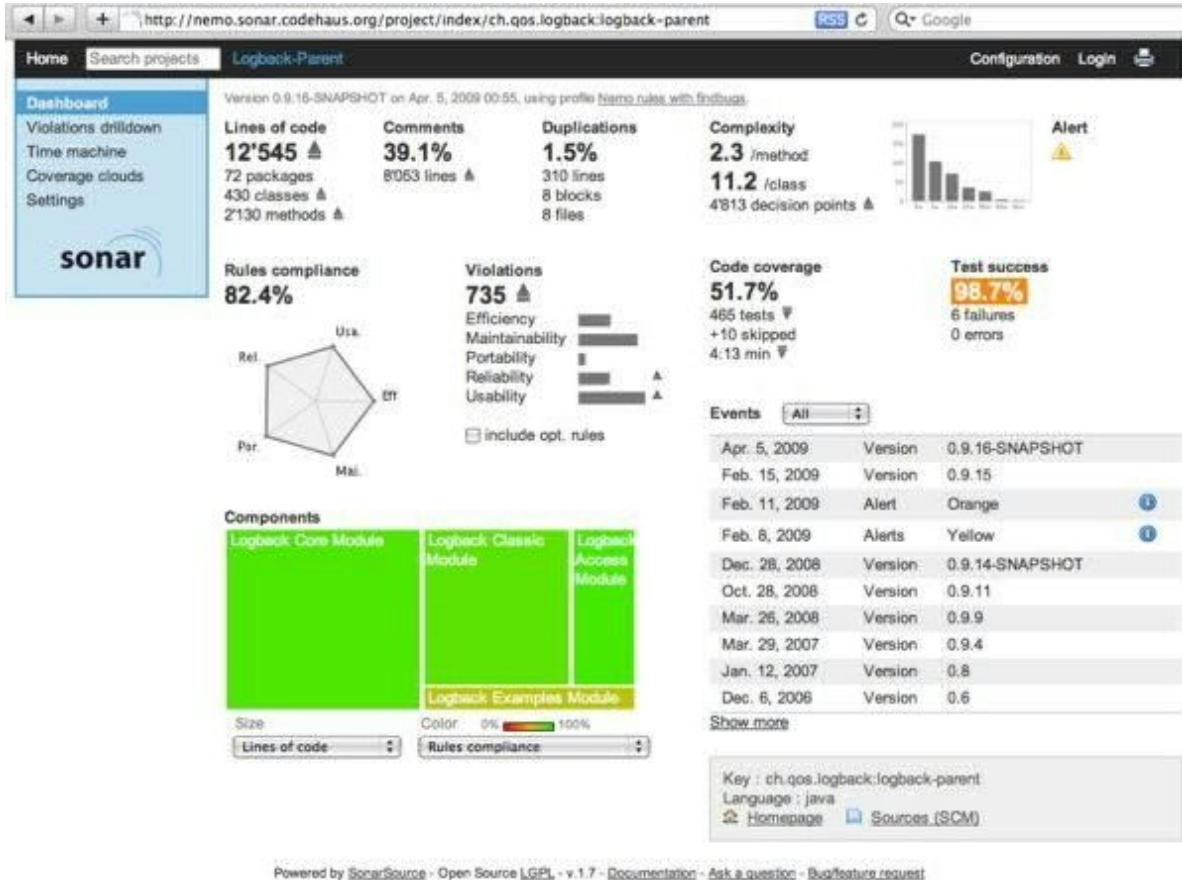 http://nemo.sonar.codehaus.org/project/index/ch.qos.logback:logback-parent
RSS
Google
Home
Search projects
Logback-Parent
Configuration
Login
Dashboard
Violations drilldown
Time machine
Coverage clouds
Settings
sonar
Version 0.9.16-SNAPSHOT on Apr. 5, 2009 00:55, using profile Nemo rules with findbugs.
Lines of code
12'545
72 packages
430 classes
2'130 methods
Comments
39.1%
8'053 lines
Duplications
1.5%
310 lines
8 blocks
8 files
Complexity
2.3 /method
11.2 /class
4'813 decision points
Alert
Rules compliance
82.4%
Usa.
Rel.
Eff
Por.
Mai.
Violations
735
Efficiency
Maintainability
Portability
Reliability
Usability
include opt. rules
Code coverage
51.7%
465 tests
+10 skipped
4:13 min
Test success
98.7%
6 failures
0 errors
Events All
Apr. 5, 2009 Version 0.9.16-SNAPSHOT
Feb. 15, 2009 Version 0.9.15
Feb. 11, 2009 Alert Orange
Feb. 8, 2009 Alerts Yellow
Dec. 28, 2008 Version 0.9.14-SNAPSHOT
Oct. 28, 2008 Version 0.9.11
Mar. 26, 2008 Version 0.9.9
Mar. 29, 2007 Version 0.9.4
Jan. 12, 2007 Version 0.8
Dec. 6, 2006 Version 0.6
Show more
Components
Logback Core Module
Logback Classic
Module
Logback
Access
Module
Logback Examples Module
Size
Lines of code
Color 0% 100%
Rules compliance
Key : ch.qos.logback:logback-parent
Language : java
Homepage Sources (SCM)
Powered by SonarSource - Open Source LGPL - v.1.7 - Documentation - Ask a question - Bug/feature request